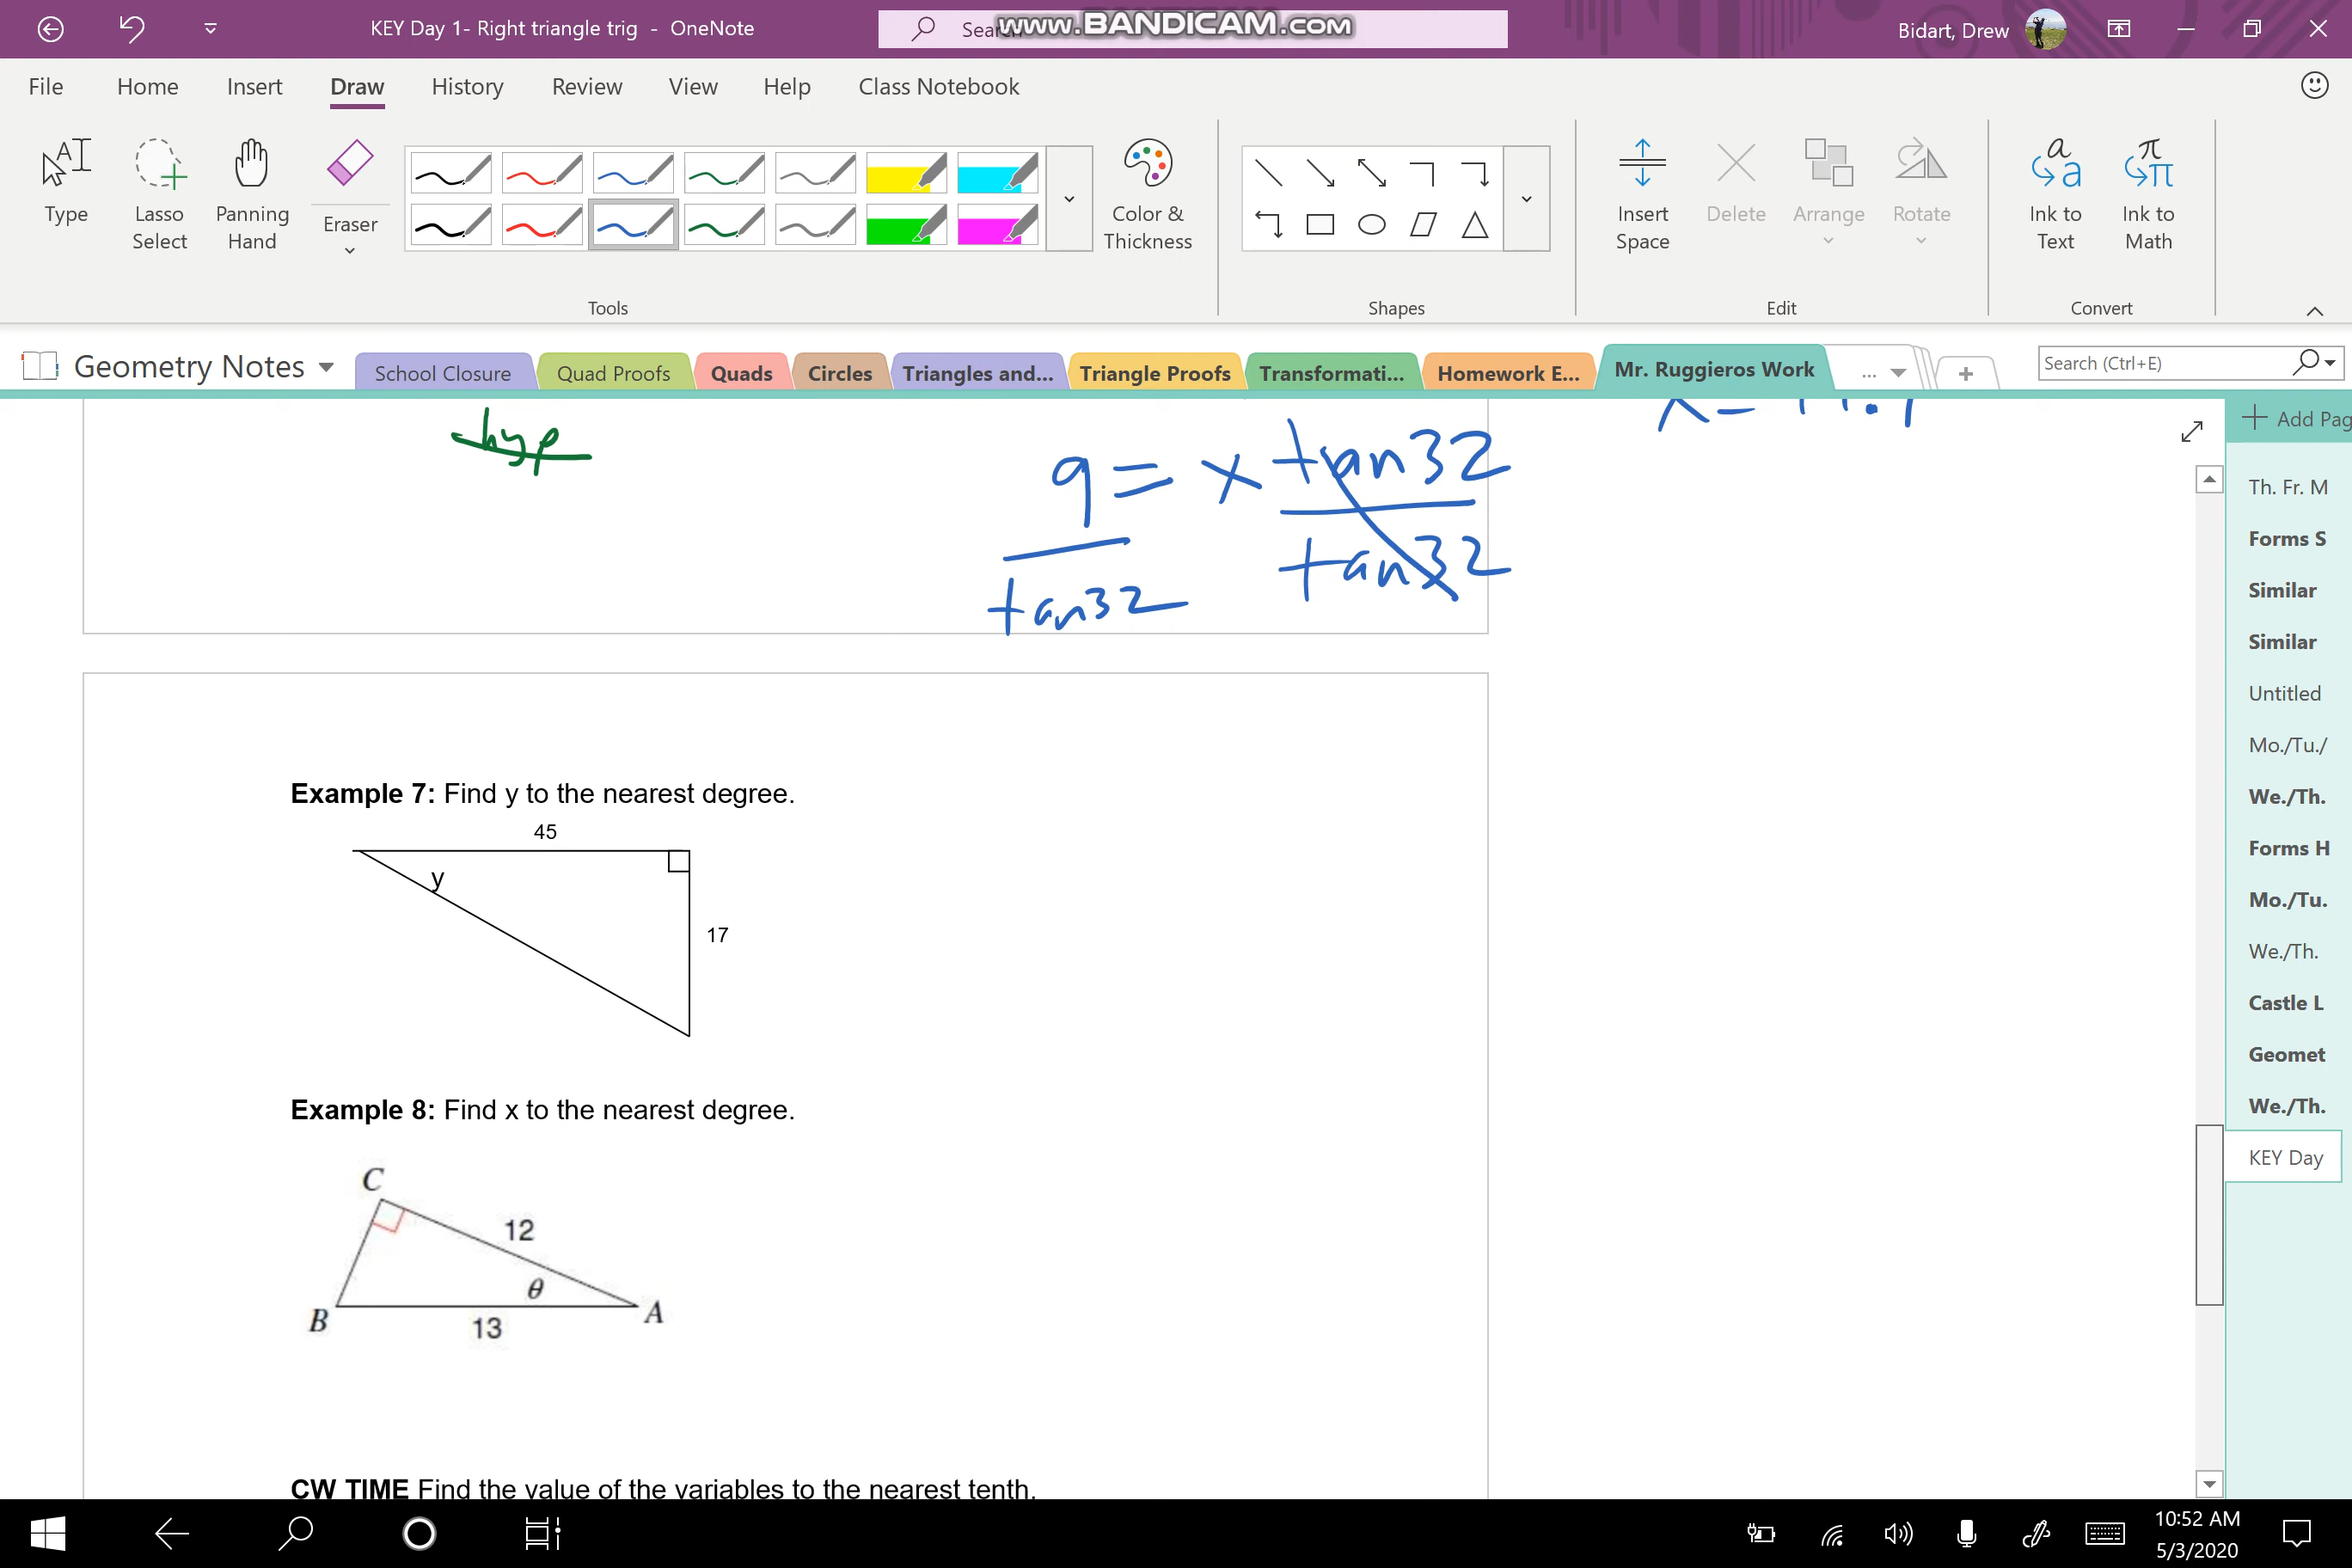 KEY Day 1- Right triangle trig - OneNote
www.BANDICAM.com
Bidart, Drew
File Home Insert Draw History Review View Help Class Notebook
Type
Lasso Select
Panning Hand
Eraser
Color & Thickness
Insert Space
Delete
Arrange
Rotate
Ink to Text
Ink to Math
Tools
Shapes
Edit
Convert
Geometry Notes
School Closure
Quad Proofs
Quads
Circles
Triangles and...
Triangle Proofs
Transformati...
Homework E...
Mr. Ruggieros Work
...
Search (Ctrl+E)
Add Pag
hyp
9 = x tan32
tan32 tan32
Example 7: Find y to the nearest degree.
45
y
17
Example 8: Find x to the nearest degree.
C
12
θ
B
A
13
CW TIME Find the value of the variables to the nearest tenth.
Th. Fr. M
Forms S
Similar
Similar
Untitled
Mo./Tu./
We./Th.
Forms H
Mo./Tu.
We./Th.
Castle L
Geomet
We./Th.
KEY Day
10:52 AM
5/3/2020